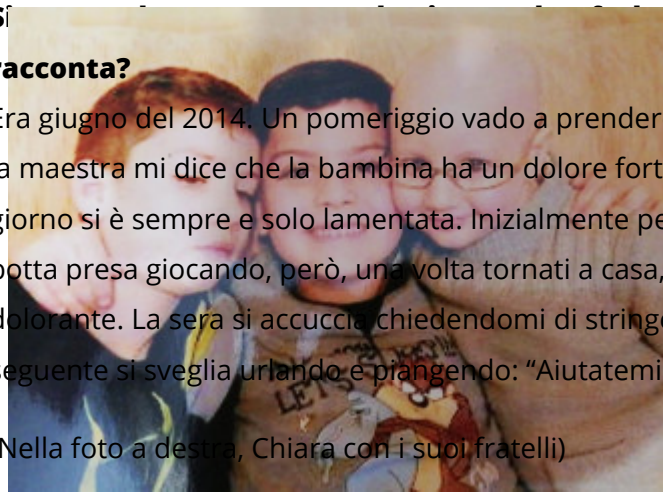 racconta?
Era giugno del 2014. Un pomeriggio vado a prender
la maestra mi dice che la bambina ha un dolore fort
giorno si è sempre e solo lamentata. Inizialmente pe
botta presa giocando, però, una volta tornati a casa,
dolorante. La sera si accuccia chiedendomi di string
seguente si sveglia urlando e piangendo: “Aiutatemi
Nella foto a destra, Chiara con i suoi fratelli)
LET'S